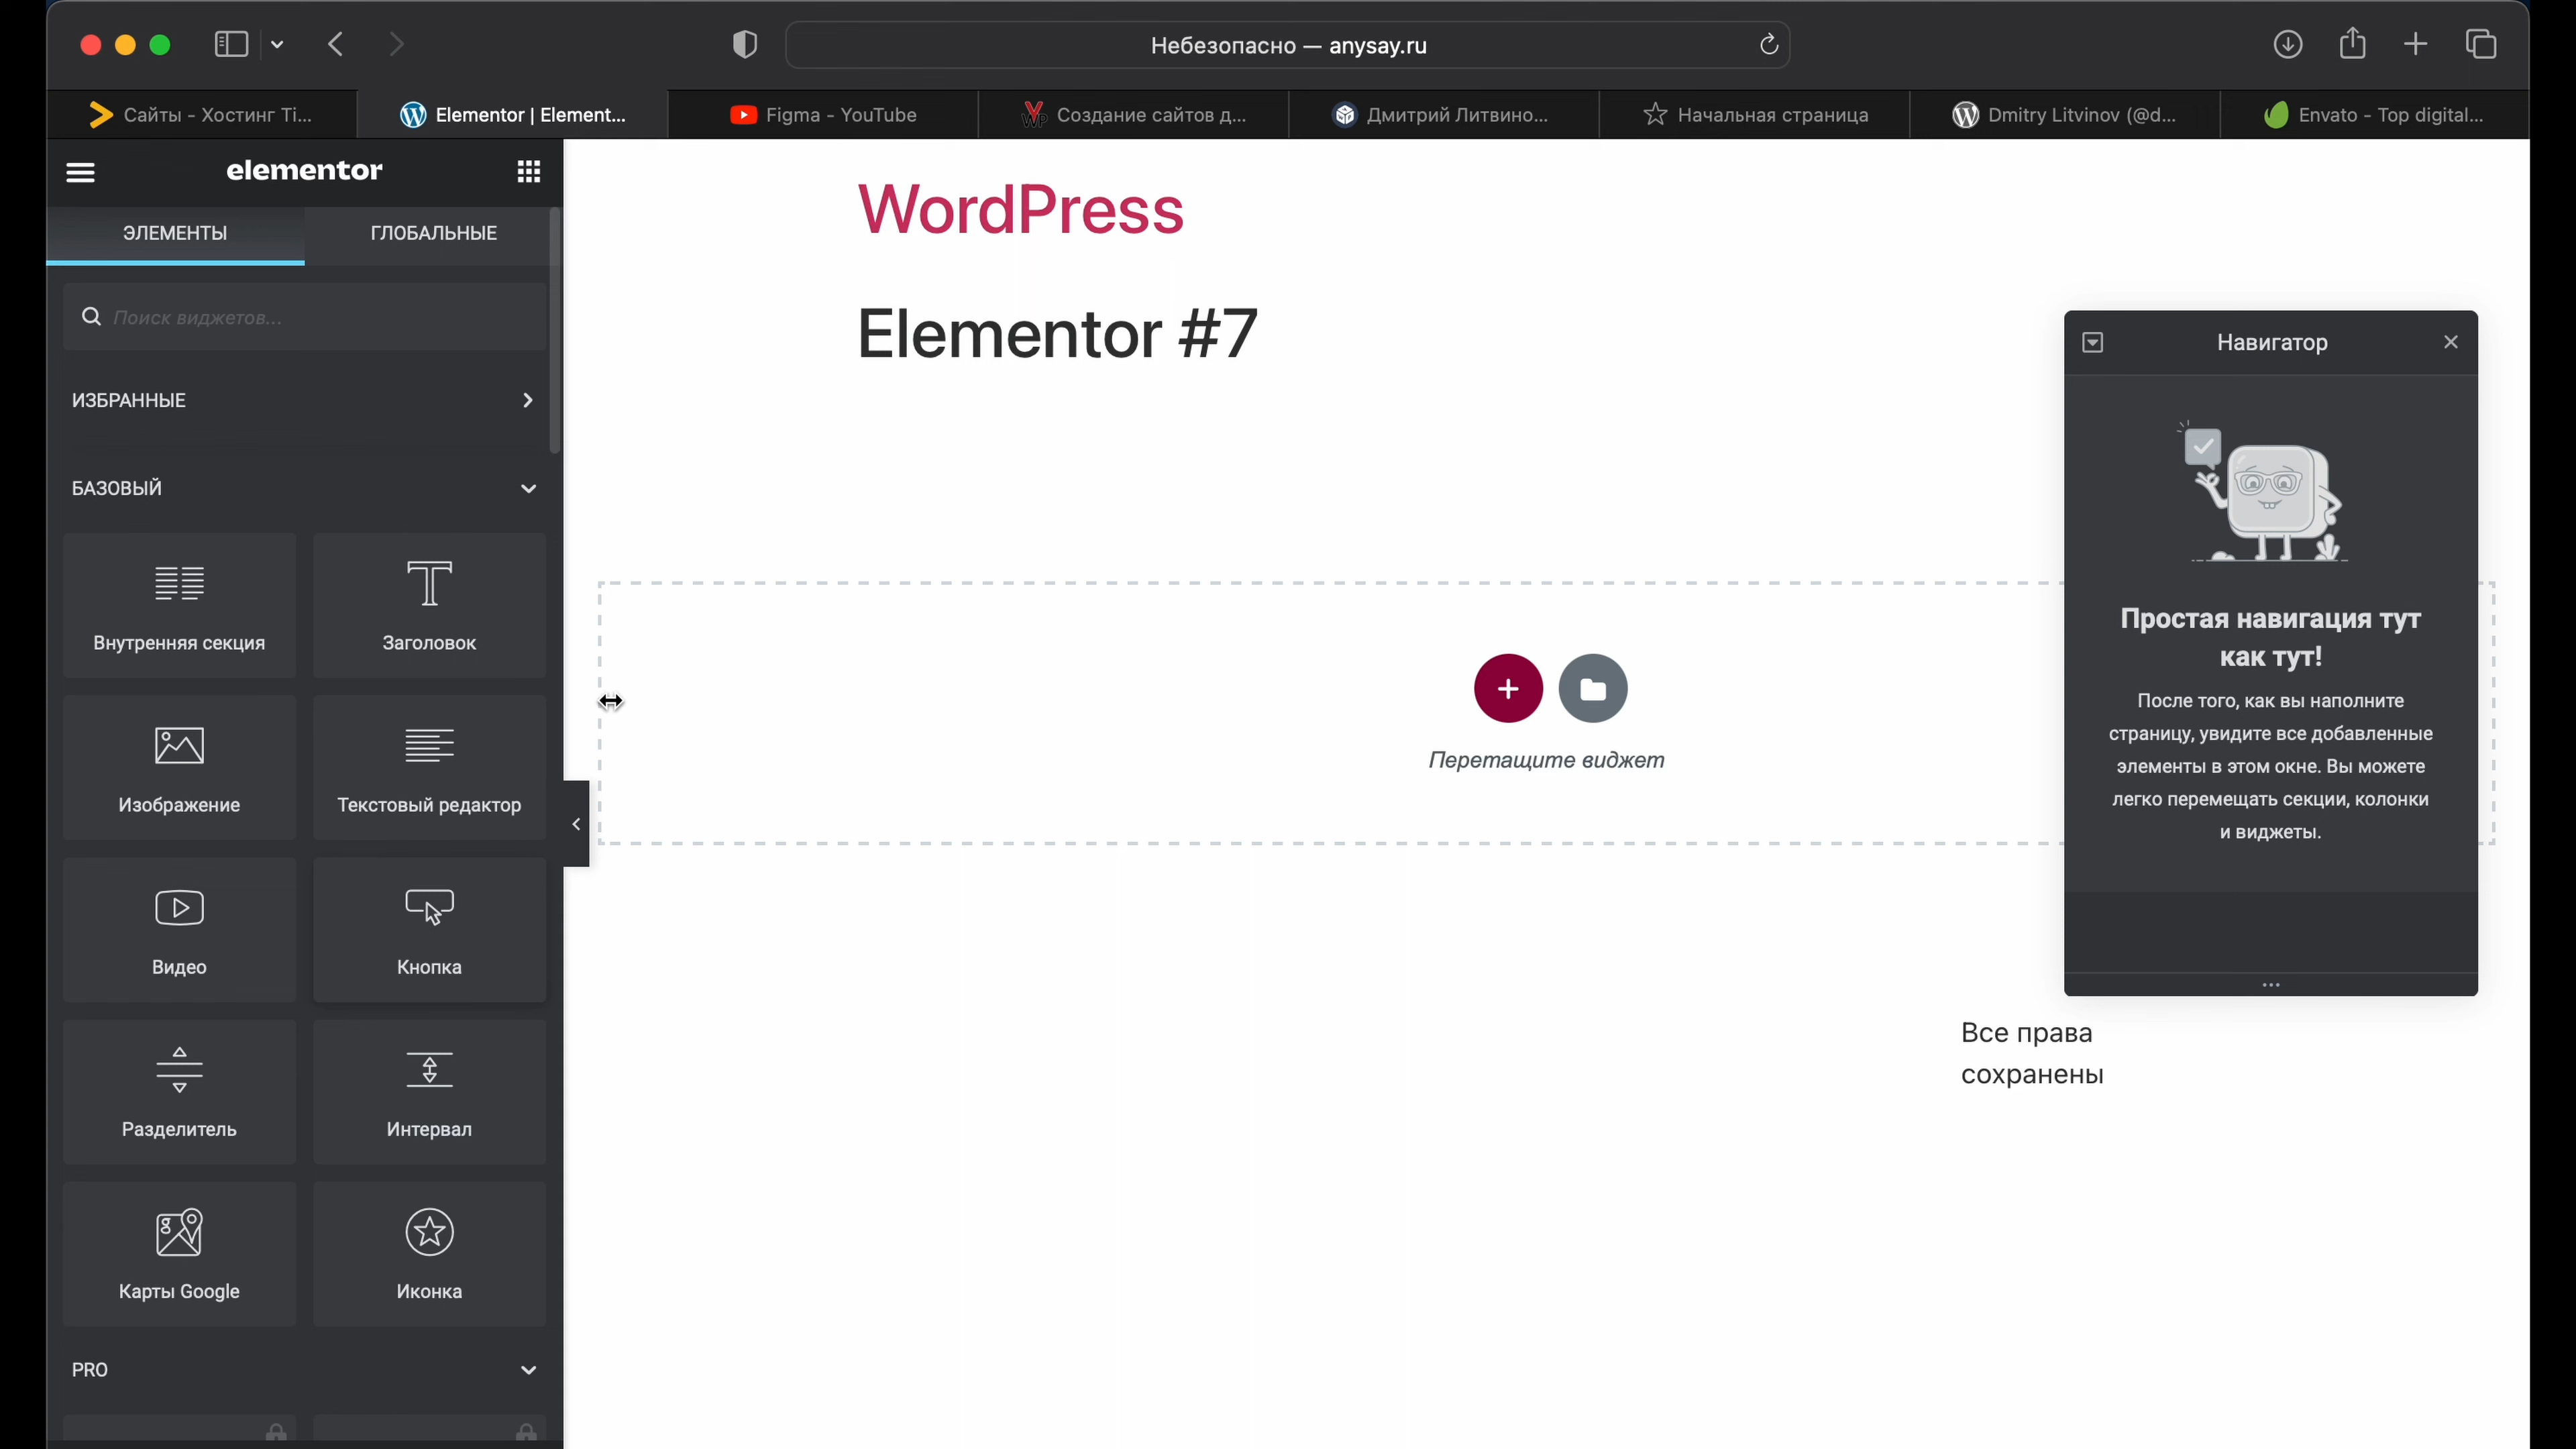 Небезопасно — anysay.ru
Сайты - Хостинг Ti...
Elementor | Element...
Figma - YouTube
Создание сайтов д...
Дмитрий Литвино...
Начальная страница
Dmitry Litvinov (@d...
Envato - Top digital...
elementor
ЭЛЕМЕНТЫ
ГЛОБАЛЬНЫЕ
Поиск виджетов...
ИЗБРАННЫЕ
БАЗОВЫЙ
Внутренняя секция
Заголовок
Изображение
Текстовый редактор
Видео
Кнопка
Разделитель
Интервал
Карты Google
Иконка
PRO
WordPress
Elementor #7
Перетащите виджет
Навигатор
Простая навигация тут
как тут!
После того, как вы наполните
страницу, увидите все добавленные
элементы в этом окне. Вы можете
легко перемещать секции, колонки
и виджеты.
Все права
сохранены